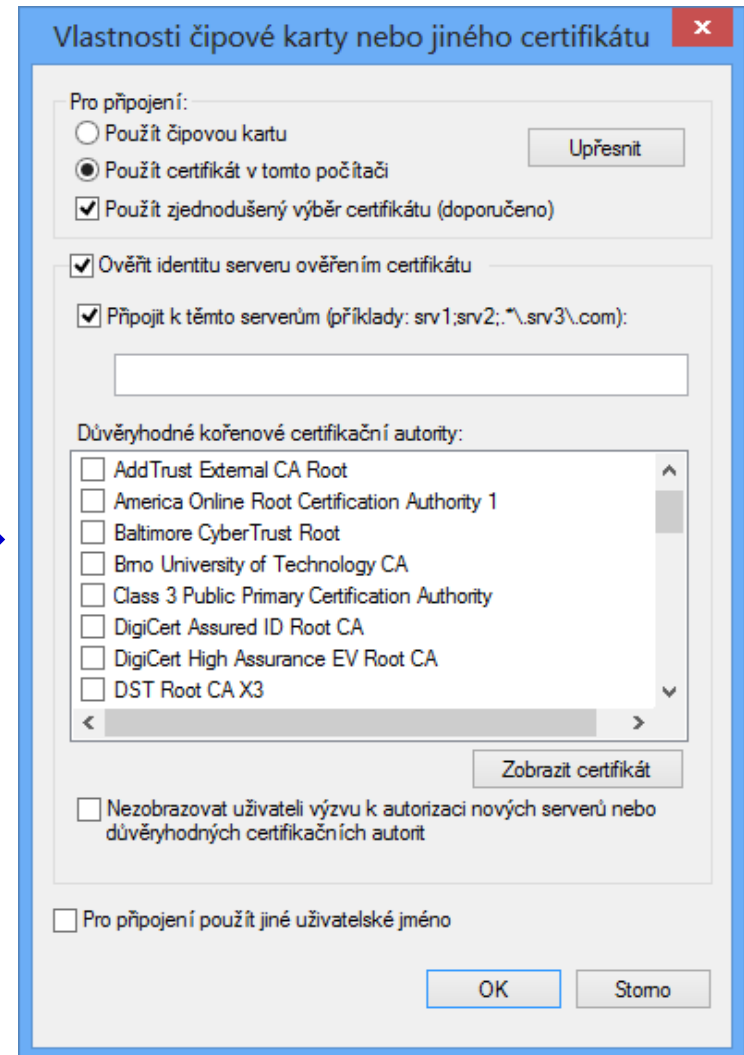 Vlastnosti čipové karty nebo jiného certifikátu
Pro připojení:
Použít čipovou kartu
Upřesnit
Použít certifikát v tomto počítači
Použít zjednodušený výběr certifikátu (doporučeno)
Ověřit identitu serveru ověřením certifikátu
Připojit k těmto serverům (příklady: srv1;srv2;.*\.srv3\.com):
Důvěryhodné kořenové certifikační autority:
AddTrust External CA Root
America Online Root Certification Authority 1
Baltimore CyberTrust Root
Brno University of Technology CA
Class 3 Public Primary Certification Authority
DigiCert Assured ID Root CA
DigiCert High Assurance EV Root CA
DST Root CA X3
Zobrazit certifikát
Nezobrazovat uživateli výzvu k autorizaci nových serverů nebo
důvěryhodných certifikačních autorit
Pro připojení použít jiné uživatelské jméno
OK
Storno